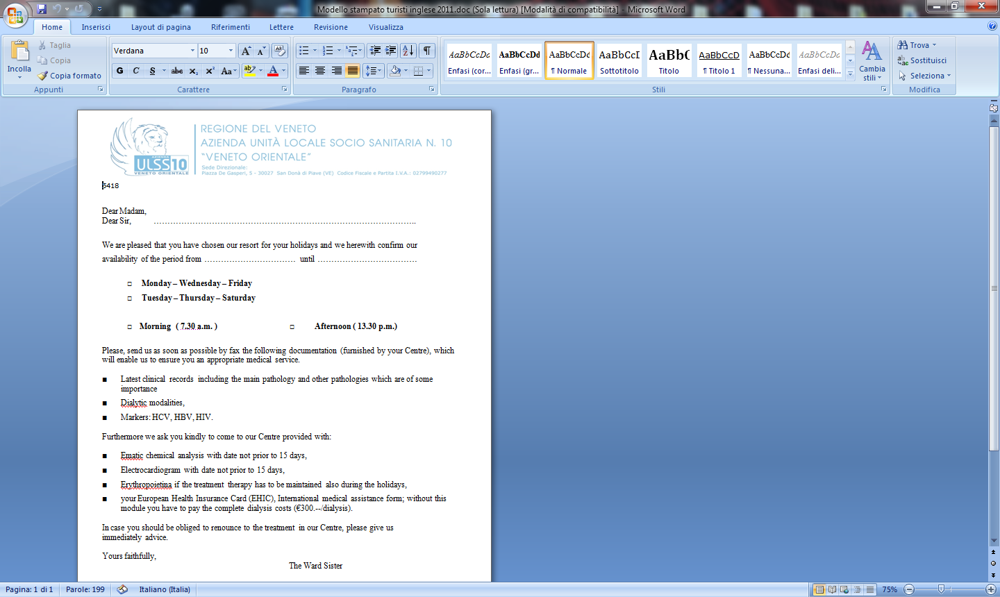 Modello stampato turisti inglese 2011.doc (Sola lettura) [Modalità di compatibilità] - Microsoft Word
Home Inserisci Layout di pagina Riferimenti Lettere Revisione Visualizza
Incolla
Taglia
Copia
Copia formato
Appunti
Verdana 10
G C S abc x₂ x² Aa
Carattere
Paragrafo
AaBbCcDd AaBbCcDd AaBbCcDd AaBbCcD AaBbC AaBbCcD AaBbCcDd AaBbCcDd
Enfasi (cor... Enfasi (gr... ¶ Normale Sottotitolo Titolo ¶ Titolo 1 ¶ Nessuna... Enfasi deli...
Stili
Cambia
stili
Trova
Sostituisci
Seleziona
Modifica
REGIONE DEL VENETO
AZIENDA UNITÀ LOCALE SOCIO SANITARIA N. 10
"VENETO ORIENTALE"
Sede Direzionale:
Piazza De Gasperi, 5 - 30027 San Donà di Piave (VE) Codice Fiscale e Partita I.V.A.: 02799490277
AZIENDA
ULSS10
VENETO ORIENTALE
6418
Dear Madam,
Dear Sir, ……………………………………………………………………………..
We are pleased that you have chosen our resort for your holidays and we herewith confirm our
availability of the period from …………………………… until ………………………………
□ Monday – Wednesday – Friday
□ Tuesday – Thursday – Saturday
□ Morning ( 7.30 a.m. ) □ Afternoon ( 13.30 p.m.)
Please, send us as soon as possible by fax the following documentation (furnished by your Centre), which
will enable us to ensure you an appropriate medical service.
■ Latest clinical records including the main pathology and other pathologies which are of some
importance
■ Dialytic modalities,
■ Markers: HCV, HBV, HIV.
Furthermore we ask you kindly to come to our Centre provided with:
■ Ematic chemical analysis with date not prior to 15 days,
■ Electrocardiogram with date not prior to 15 days,
■ Erythropoietina if the treatment therapy has to be maintained also during the holidays,
■ your European Health Insurance Card (EHIC), International medical assistance form; without this
module you have to pay the complete dialysis costs (€300.--/dialysis).
In case you should be obliged to renounce to the treatment in our Centre, please give us
immediately advice.
Yours faithfully,
The Ward Sister
Pagina: 1 di 1 Parole: 199 Italiano (Italia) 75%